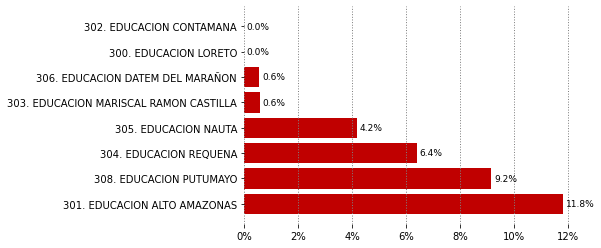 302. EDUCACION CONTAMANA 0.0%
300. EDUCACION LORETO 0.0%
306. EDUCACION DATEM DEL MARAÑON 0.6%
303. EDUCACION MARISCAL RAMON CASTILLA 0.6%
305. EDUCACION NAUTA 4.2%
304. EDUCACION REQUENA 6.4%
308. EDUCACION PUTUMAYO 9.2%
301. EDUCACION ALTO AMAZONAS 11.8%
0% 2% 4% 6% 8% 10% 12%